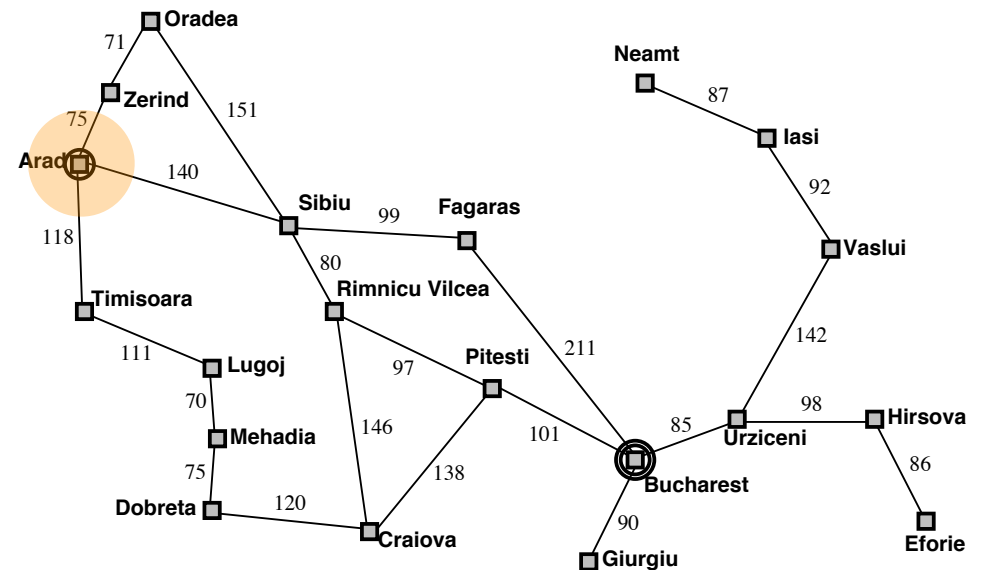 Oradea
71
Neamt
Zerind
87
75
151
Iasi
Arad
140
92
Sibiu
99
Fagaras
118
Vaslui
80
Timisoara
Rimnicu Vilcea
142
111
Lugoj
97
Pitesti
211
70
98
Hirsova
146
101
85
Mehadia
Urziceni
75
138
86
Dobreta
120
Bucharest
90
Craiova
Eforie
Giurgiu